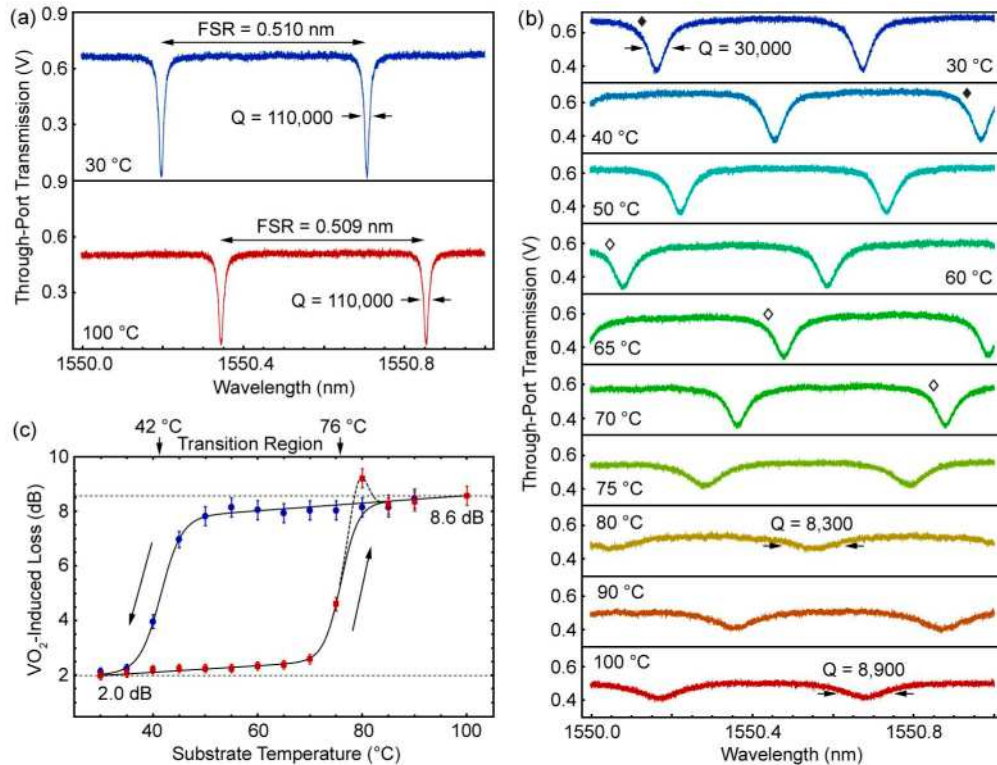 (a)
FSR = 0.510 nm
Q = 110,000
30 °C
FSR = 0.509 nm
Q = 110,000
100 °C
0.9
0.6
0.3
0.9
0.6
0.3
Through-Port Transmission (V)
1550.0
1550.4
1550.8
Wavelength (nm)
(b)
0.6
0.4
Q = 30,000
30 °C
0.6
0.4
40 °C
0.6
0.4
50 °C
0.6
0.4
60 °C
0.6
0.4
65 °C
0.6
0.4
70 °C
0.6
0.4
75 °C
0.6
0.4
80 °C
Q = 8,300
0.6
0.4
90 °C
0.6
0.4
100 °C
Q = 8,900
Through-Port Transmission (V)
1550.0
1550.4
1550.8
Wavelength (nm)
(c)
42 °C
76 °C
Transition Region
10
8
6
4
2
8.6 dB
2.0 dB
VO2-Induced Loss (dB)
40
60
80
100
Substrate Temperature (°C)